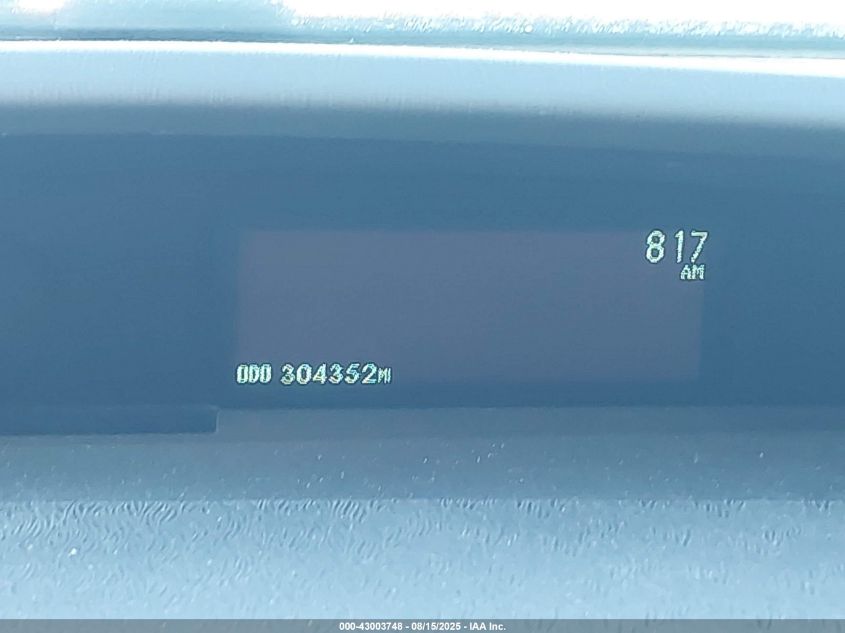 817
AM
ODO 304352MI
000-43003748 - 08/15/2025 - IAA Inc.